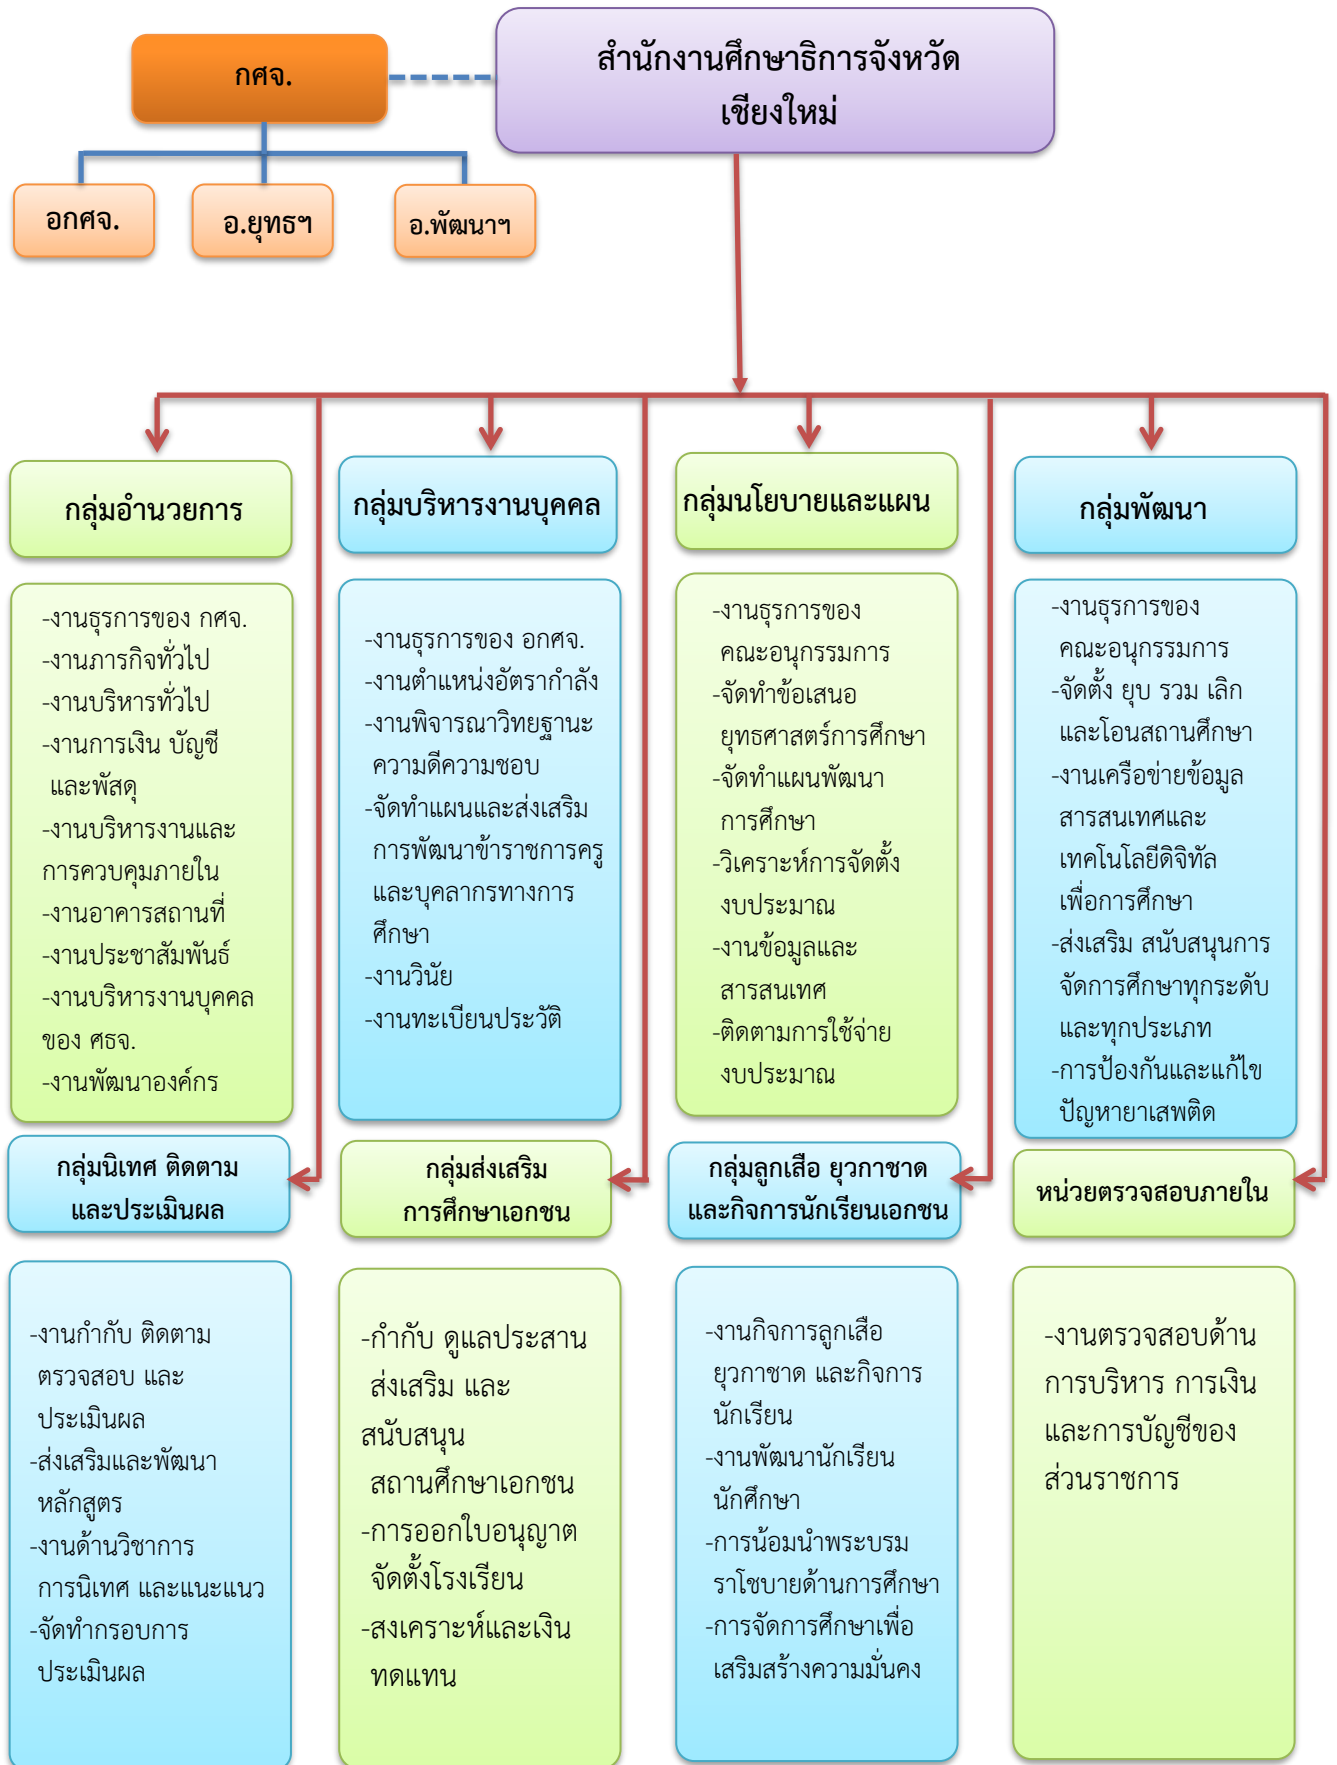 กศจ.
สำนักงานศึกษาธิการจังหวัด
เชียงใหม่
อกศจ.
อ.ยุทธฯ
อ.พัฒนาฯ
กลุ่มอำนวยการ
-งานธุรการของ กศจ.
-งานภารกิจทั่วไป
-งานบริหารทั่วไป
-งานการเงิน บัญชี
และพัสดุ
-งานบริหารงานและ
การควบคุมภายใน
-งานอาคารสถานที่
-งานประชาสัมพันธ์
-งานบริหารงานบุคคล
ของ ศธจ.
-งานพัฒนาองค์กร
กลุ่มบริหารงานบุคคล
-งานธุรการของ อกศจ.
-งานตำแหน่งอัตรากำลัง
-งานพิจารณาวิทยฐานะ
ความดีความชอบ
-จัดทำแผนและส่งเสริม
การพัฒนาข้าราชการครู
และบุคลากรทางการ
ศึกษา
-งานวินัย
-งานทะเบียนประวัติ
กลุ่มนโยบายและแผน
-งานธุรการของ
คณะอนุกรรมการ
-จัดทำข้อเสนอ
ยุทธศาสตร์การศึกษา
-จัดทำแผนพัฒนา
การศึกษา
-วิเคราะห์การจัดตั้ง
งบประมาณ
-งานข้อมูลและ
สารสนเทศ
-ติดตามการใช้จ่าย
งบประมาณ
กลุ่มพัฒนา
-งานธุรการของ
คณะอนุกรรมการ
-จัดตั้ง ยุบ รวม เลิก
และโอนสถานศึกษา
-งานเครือข่ายข้อมูล
สารสนเทศและ
เทคโนโลยีดิจิทัล
เพื่อการศึกษา
-ส่งเสริม สนับสนุนการ
จัดการศึกษาทุกระดับ
และทุกประเภท
-การป้องกันและแก้ไข
ปัญหายาเสพติด
กลุ่มนิเทศ ติดตาม
และประเมินผล
-งานกำกับ ติดตาม
ตรวจสอบ และ
ประเมินผล
-ส่งเสริมและพัฒนา
หลักสูตร
-งานด้านวิชาการ
การนิเทศ และแนะแนว
-จัดทำกรอบการ
ประเมินผล
กลุ่มส่งเสริม
การศึกษาเอกชน
-กำกับ ดูแลประสาน
ส่งเสริม และ
สนับสนุน
สถานศึกษาเอกชน
-การออกใบอนุญาต
จัดตั้งโรงเรียน
-สงเคราะห์และเงิน
ทดแทน
กลุ่มลูกเสือ ยุวกาชาด
และกิจการนักเรียนเอกชน
-งานกิจการลูกเสือ
ยุวกาชาด และกิจการ
นักเรียน
-งานพัฒนานักเรียน
นักศึกษา
-การน้อมนำพระบรม
ราโชบายด้านการศึกษา
-การจัดการศึกษาเพื่อ
เสริมสร้างความมั่นคง
หน่วยตรวจสอบภายใน
-งานตรวจสอบด้าน
การบริหาร การเงิน
และการบัญชีของ
ส่วนราชการ